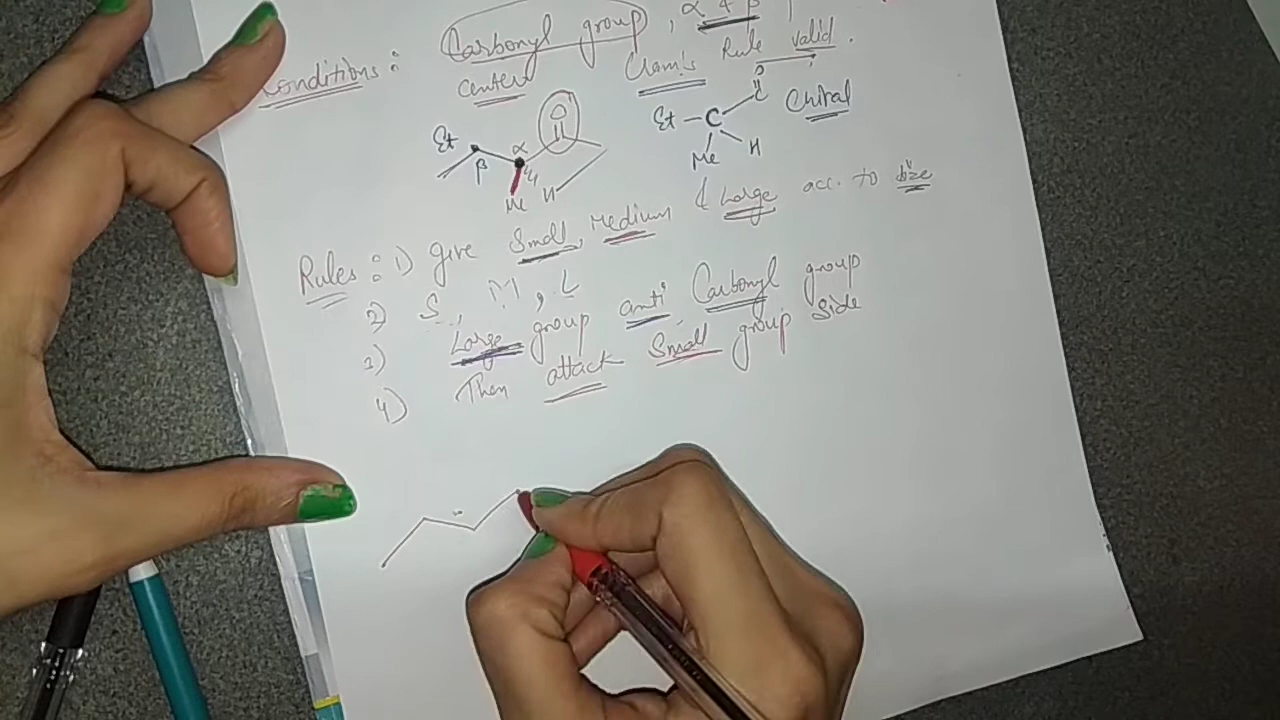 Conditions : Carbonyl group , α & β
center Cram's Rule valid .
Et β α O Me H
Et - C - C O Me H Chiral
Rules : 1) Give Small, Medium & Large acc. to size
2) S, M, L
3) Large group anti Carbonyl group
4) Then attack Small group side